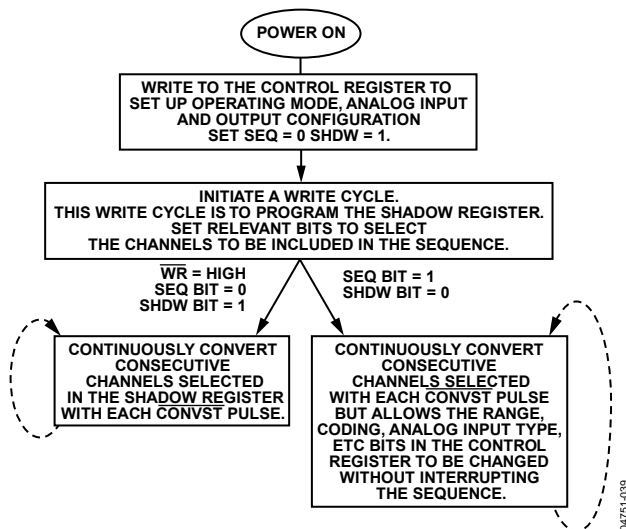 POWER ON
WRITE TO THE CONTROL REGISTER TO
SET UP OPERATING MODE, ANALOG INPUT
AND OUTPUT CONFIGURATION
SET SEQ = 0 SHDW = 1.
INITIATE A WRITE CYCLE.
THIS WRITE CYCLE IS TO PROGRAM THE SHADOW REGISTER.
SET RELEVANT BITS TO SELECT
THE CHANNELS TO BE INCLUDED IN THE SEQUENCE.
WR = HIGH
SEQ BIT = 0
SHDW BIT = 1
SEQ BIT = 1
SHDW BIT = 0
CONTINUOUSLY CONVERT
CONSECUTIVE
CHANNELS SELECTED
IN THE SHADOW REGISTER
WITH EACH CONVST PULSE.
CONTINUOUSLY CONVERT
CONSECUTIVE
CHANNELS SELECTED
WITH EACH CONVST PULSE
BUT ALLOWS THE RANGE,
CODING, ANALOG INPUT TYPE,
ETC BITS IN THE CONTROL
REGISTER TO BE CHANGED
WITHOUT INTERRUPTING
THE SEQUENCE.
04751-039